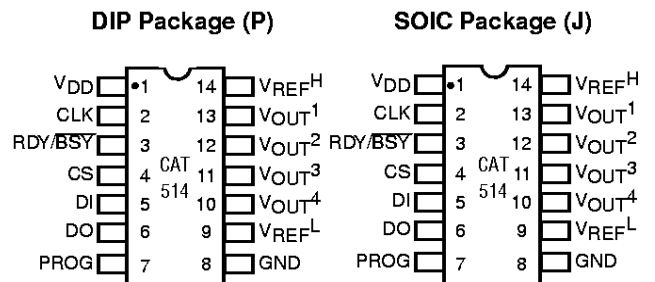 DIP Package (P)
SOIC Package (J)
VDD 1 14 VREFH
CLK 2 13 VOUT1
RDY/BSY 3 12 VOUT2
CS 4 CAT 11 VOUT3
DI 5 514 10 VOUT4
DO 6 9 VREFL
PROG 7 8 GND
VDD 1 14 VREFH
CLK 2 13 VOUT1
RDY/BSY 3 12 VOUT2
CS 4 CAT 11 VOUT3
DI 5 514 10 VOUT4
DO 6 9 VREFL
PROG 7 8 GND